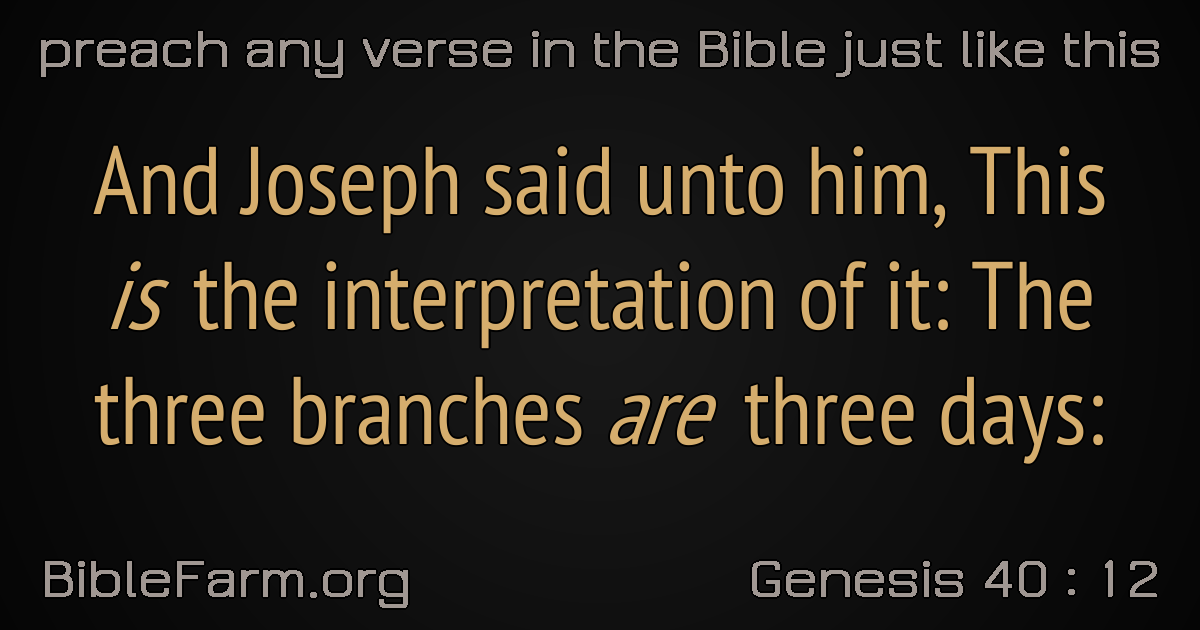 preach any verse in the Bible just like this
And Joseph said unto him, This
is the interpretation of it: The
three branches are three days:
BibleFarm.org
Genesis 40 : 12